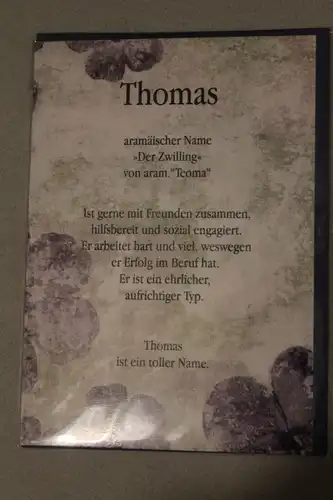 Thomas
aramäischer Name
»Der Zwilling«
von aram."Teoma"
Ist gerne mit Freunden zusammen,
hilfsbereit und sozial engagiert.
Er arbeitet hart und viel, weswegen
er Erfolg im Beruf hat.
Er ist ein ehrlicher,
aufrichtiger Typ.
Thomas
ist ein toller Name.